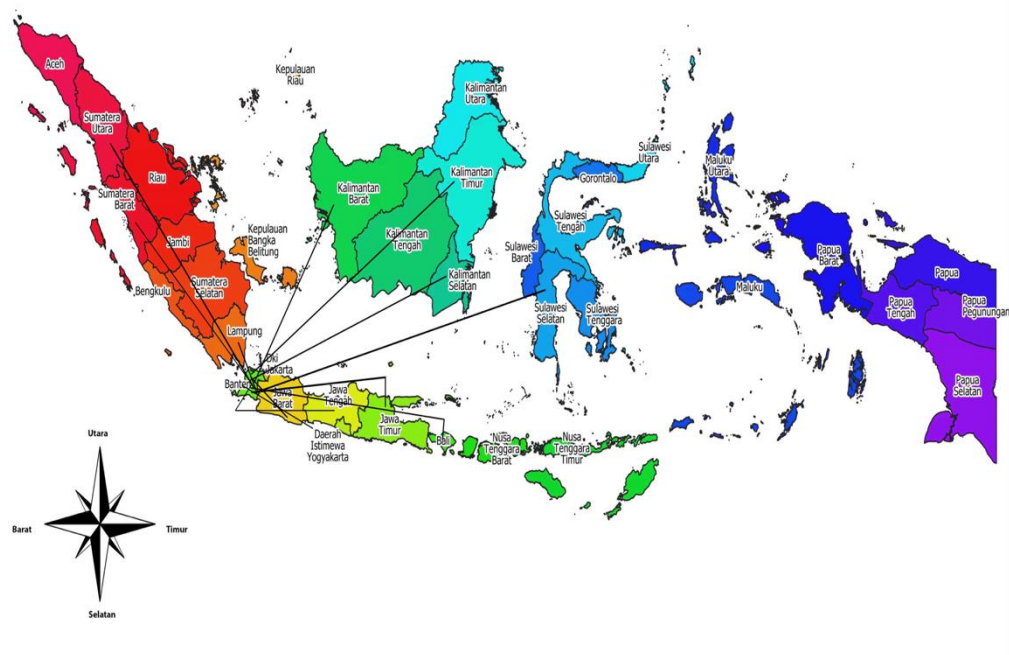 Aceh
Sumatera
Utara
Riau
Sumatera
Barat
Jambi
Bengkulu
Sumatera
Selatan
Lampung
Kepulauan
Riau
Kepulauan
Bangka
Belitung
Kalimantan
Utara
Kalimantan
Barat
Kalimantan
Timur
Kalimantan
Tengah
Kalimantan
Selatan
Sulawesi
Utara
Gorontalo
Sulawesi
Tengah
Sulawesi
Barat
Sulawesi
Selatan
Sulawesi
Tenggara
Maluku
Utara
Maluku
Papua
Barat
Papua
Papua
Tengah
Papua
Pegunungan
Papua
Selatan
Dki
Jakarta
Banten
Jawa
Barat
Jawa
Tengah
Jawa
Timur
Daerah
Istimewa
Yogyakarta
Bali
Nusa
Tenggara
Barat
Nusa
Tenggara
Timur
Utara
Barat
Timur
Selatan